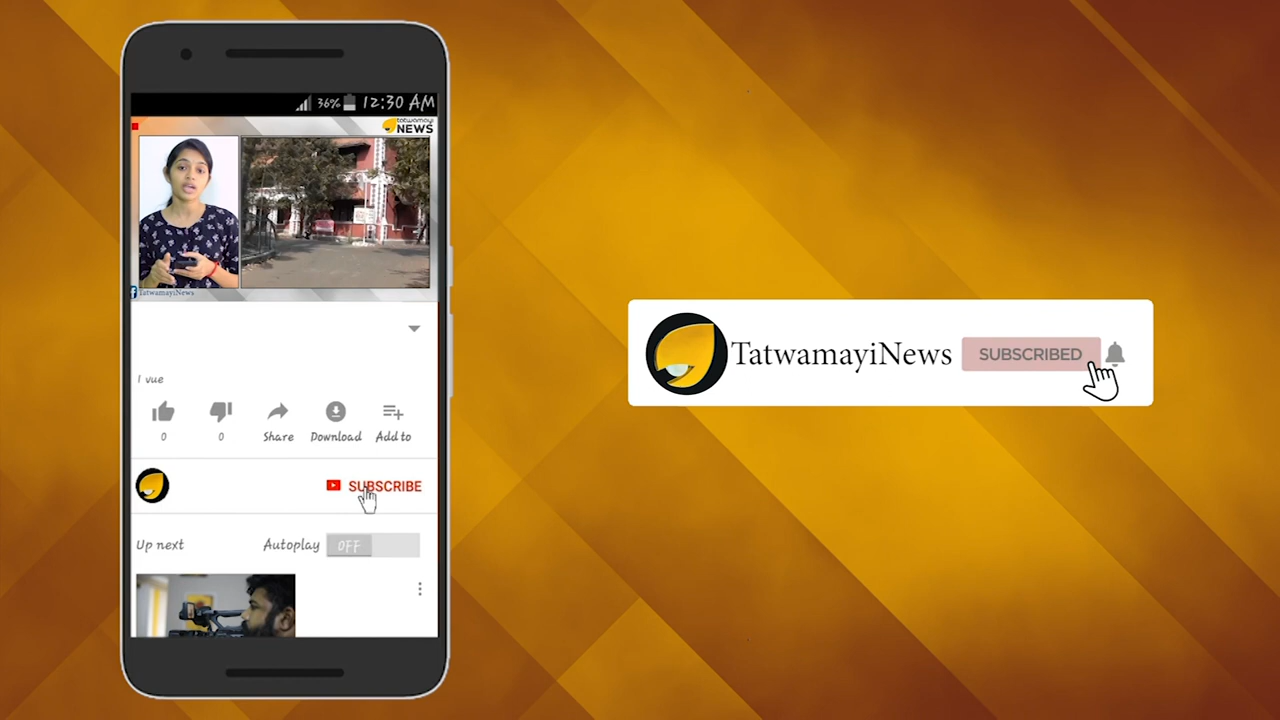 36% 12:30 AM
tatwamayi
NEWS
TatwamayiNews
1 vue
0 0 Share Download Add to
SUBSCRIBE
Up next Autoplay OFF
TatwamayiNews SUBSCRIBED